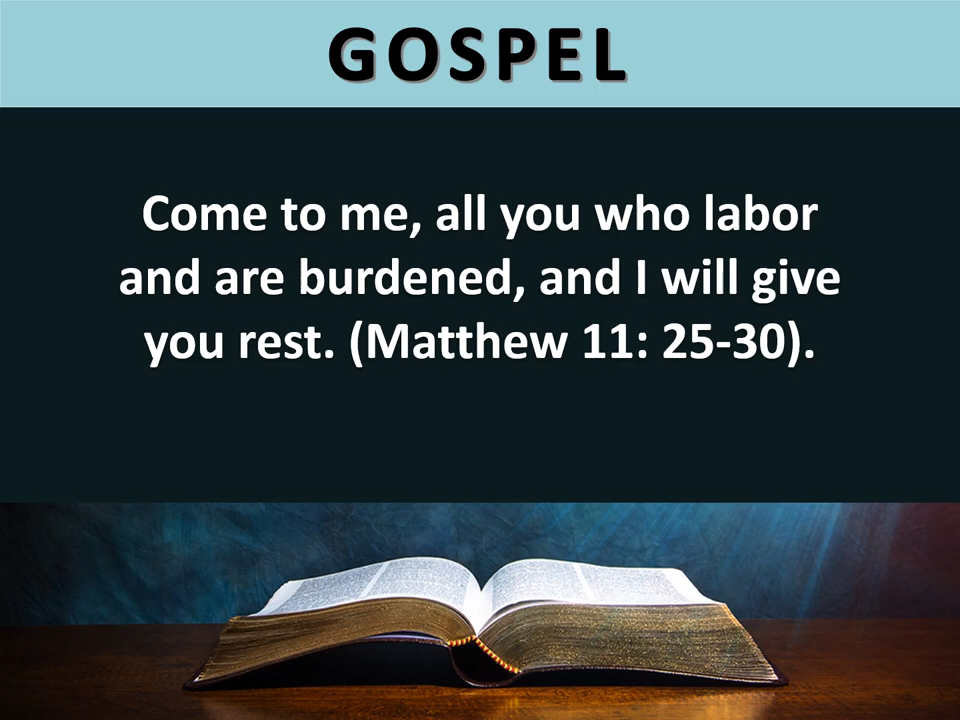 GOSPEL
Come to me, all you who labor
and are burdened, and I will give
you rest. (Matthew 11: 25-30).